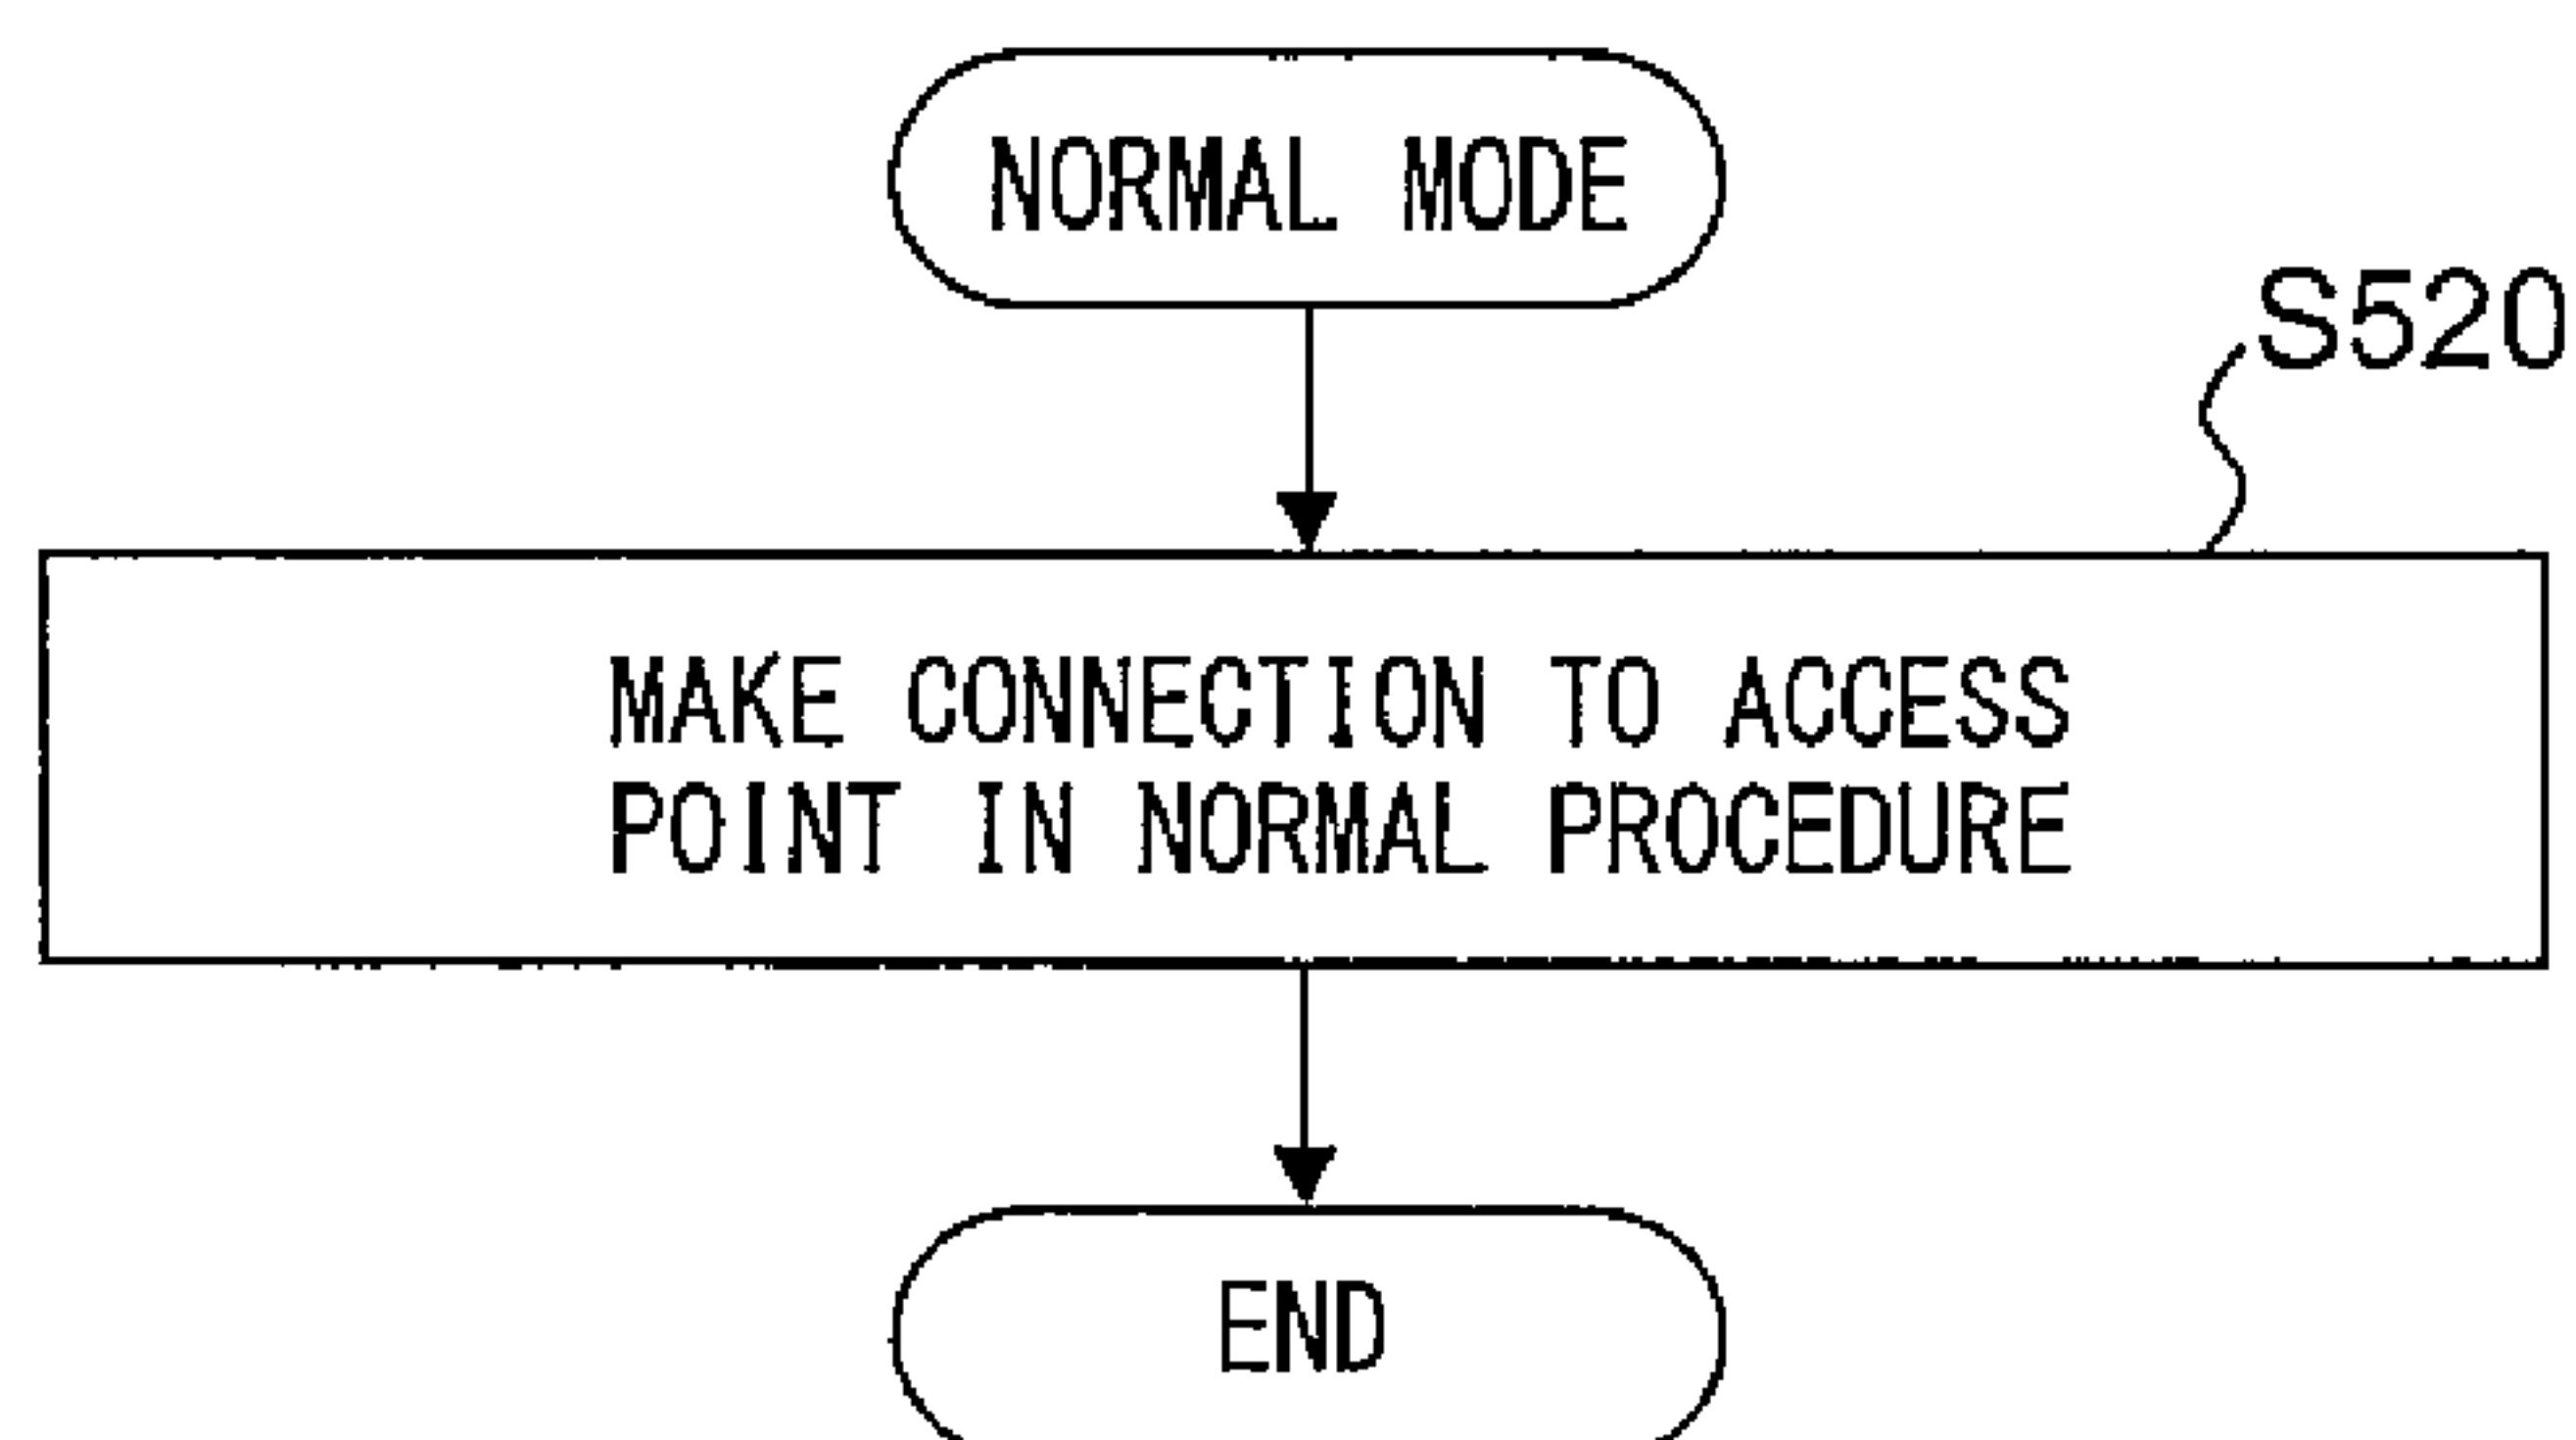 NORMAL MODE
S520
MAKE CONNECTION TO ACCESS
POINT IN NORMAL PROCEDURE
END